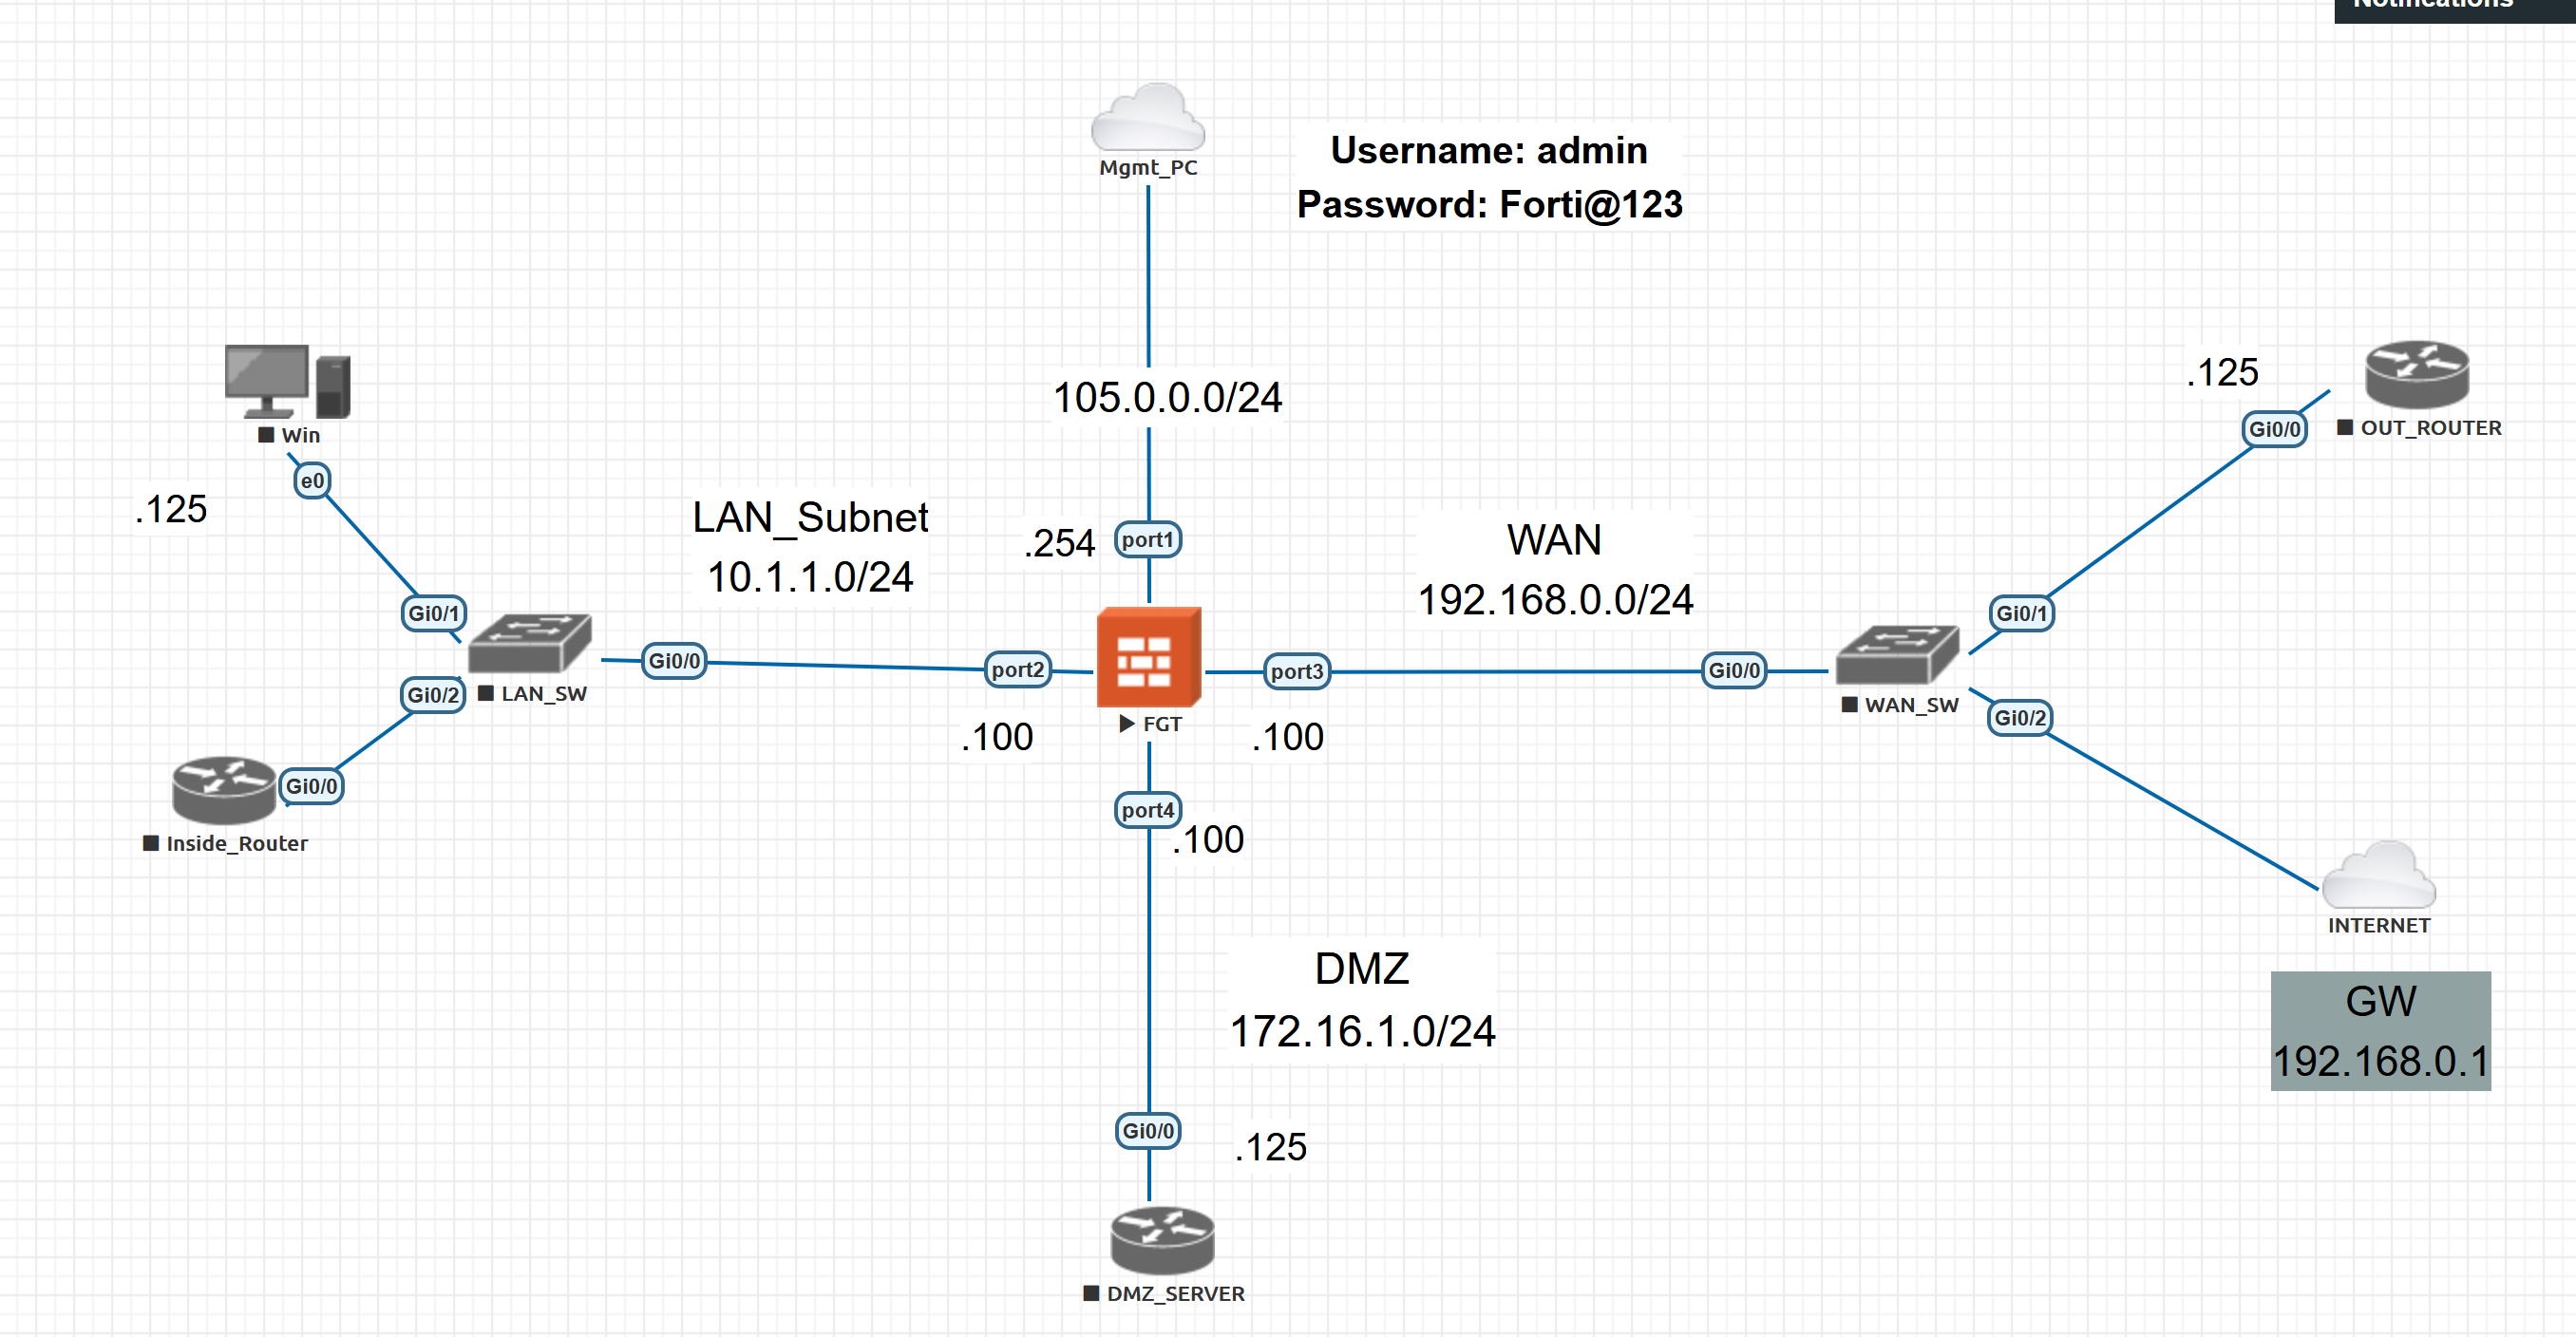 Notifications
Mgmt_PC
Username: admin
Password: Forti@123
105.0.0.0/24
.254
port1
Win
e0
.125
LAN_Subnet
10.1.1.0/24
Gi0/1
Gi0/2
LAN_SW
Gi0/0
port2
.100
Gi0/0
Inside_Router
FGT
port3
.100
WAN
192.168.0.0/24
Gi0/0
WAN_SW
Gi0/1
Gi0/2
.125
Gi0/0
OUT_ROUTER
INTERNET
GW
192.168.0.1
port4
.100
DMZ
172.16.1.0/24
Gi0/0
.125
DMZ_SERVER